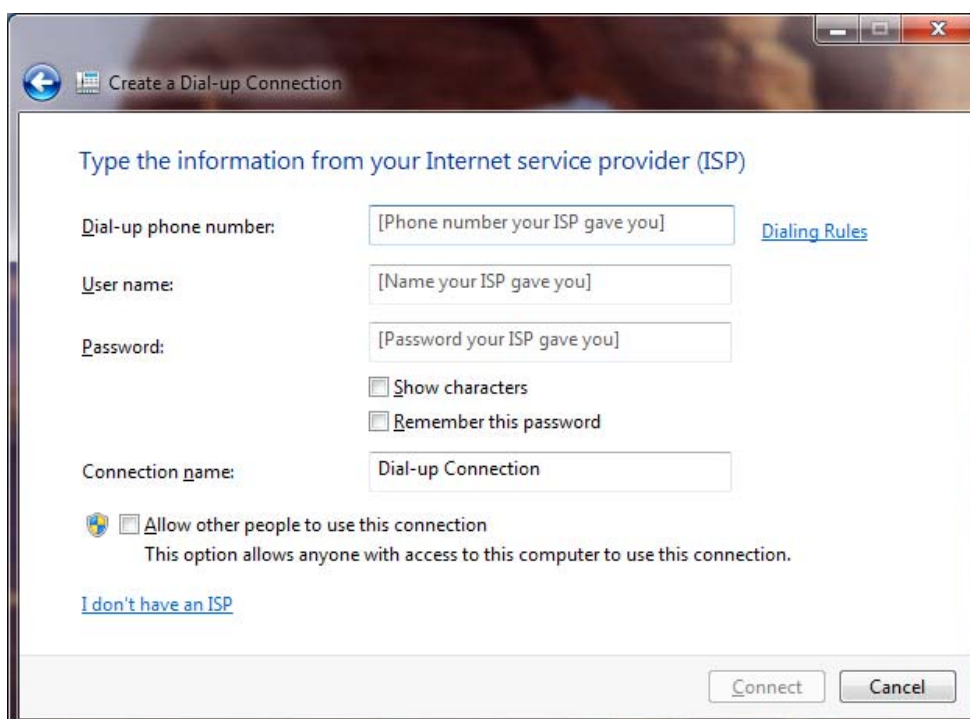 Create a Dial-up Connection
Type the information from your Internet service provider (ISP)
Dial-up phone number: [Phone number your ISP gave you] Dialing Rules
User name: [Name your ISP gave you]
Password: [Password your ISP gave you]
Show characters
Remember this password
Connection name: Dial-up Connection
Allow other people to use this connection
This option allows anyone with access to this computer to use this connection.
I don't have an ISP
Connect Cancel